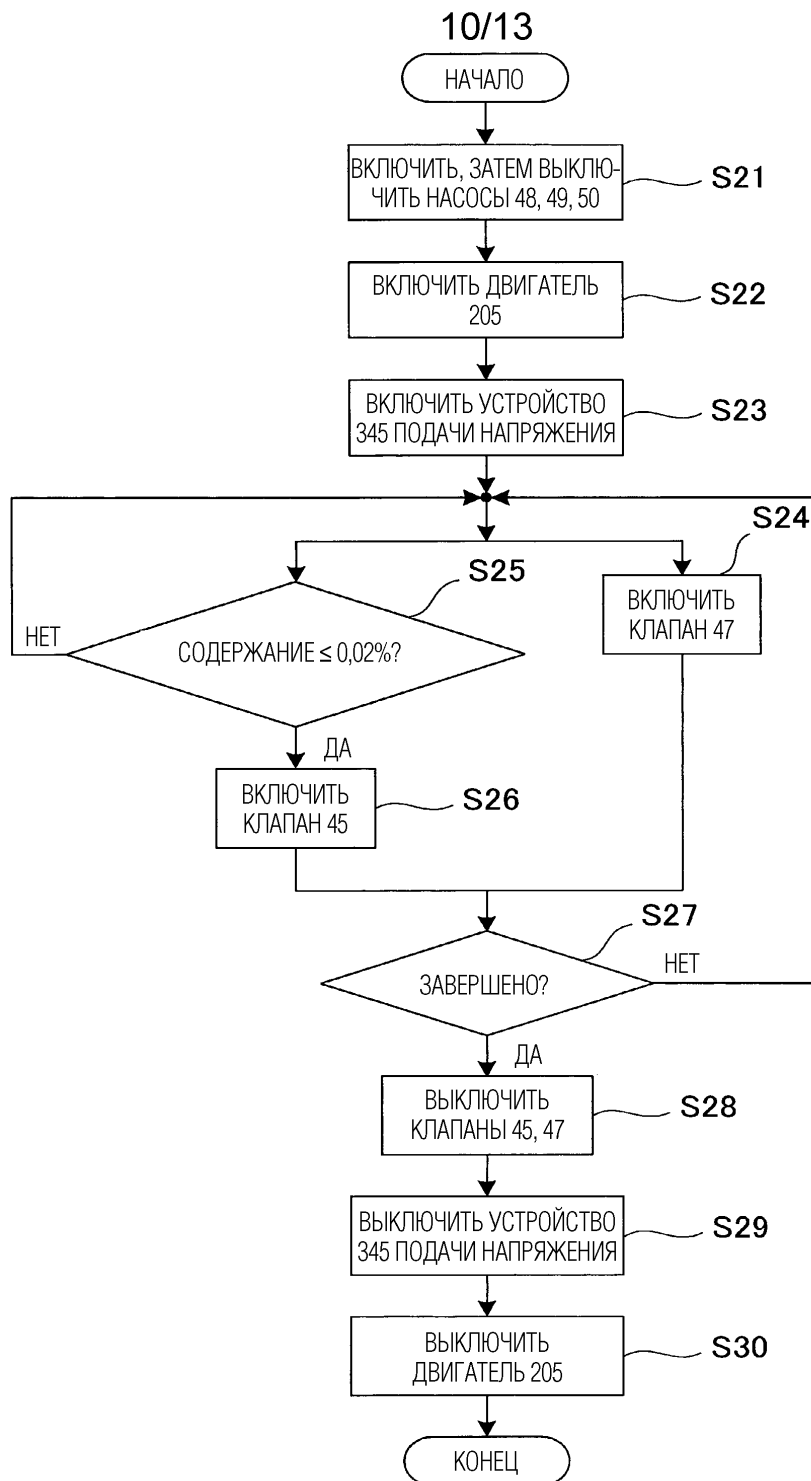 10/13
НАЧАЛО
ВКЛЮЧИТЬ, ЗАТЕМ ВЫКЛЮ-
ЧИТЬ НАСОСЫ 48, 49, 50
S21
ВКЛЮЧИТЬ ДВИГАТЕЛЬ
205
S22
ВКЛЮЧИТЬ УСТРОЙСТВО
345 ПОДАЧИ НАПРЯЖЕНИЯ
S23
S24
ВКЛЮЧИТЬ
КЛАПАН 47
S25
НЕТ
СОДЕРЖАНИЕ ≤ 0,02%?
ДА
ВКЛЮЧИТЬ
КЛАПАН 45
S26
S27
ЗАВЕРШЕНО?
НЕТ
ДА
ВЫКЛЮЧИТЬ
КЛАПАНЫ 45, 47
S28
ВЫКЛЮЧИТЬ УСТРОЙСТВО
345 ПОДАЧИ НАПРЯЖЕНИЯ
S29
ВЫКЛЮЧИТЬ
ДВИГАТЕЛЬ 205
S30
КОНЕЦ